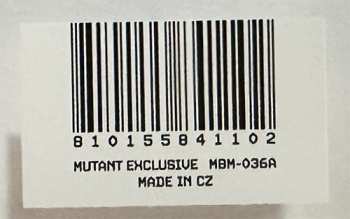 810155841102
MUTANT EXCLUSIVE MBM-036A
MADE IN CZ